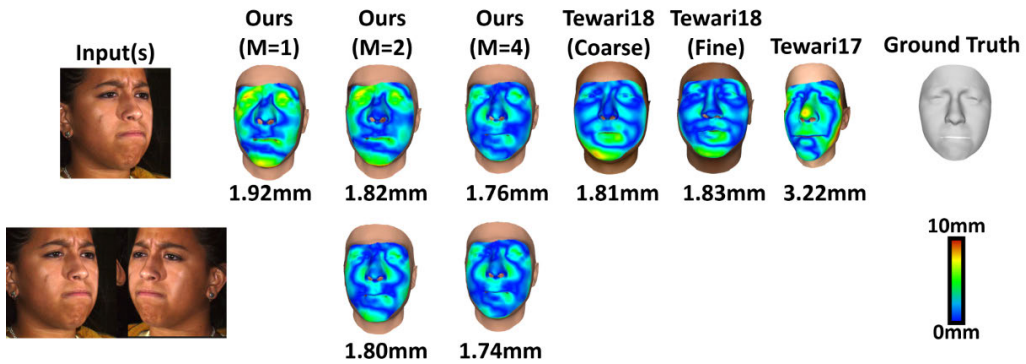 Input(s)
Ours
(M=1)
Ours
(M=2)
Ours
(M=4)
Tewari18
(Coarse)
Tewari18
(Fine)
Tewari17
Ground Truth
1.92mm
1.82mm
1.76mm
1.81mm
1.83mm
3.22mm
10mm
0mm
1.80mm
1.74mm